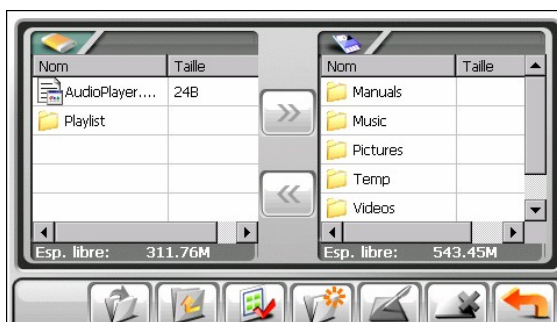 Nom Taille
AudioPlayer.... 24B
Playlist
Esp. libre: 311.76M
Nom Taille
Manuals
Music
Pictures
Temp
Videos
Esp. libre: 543.45M